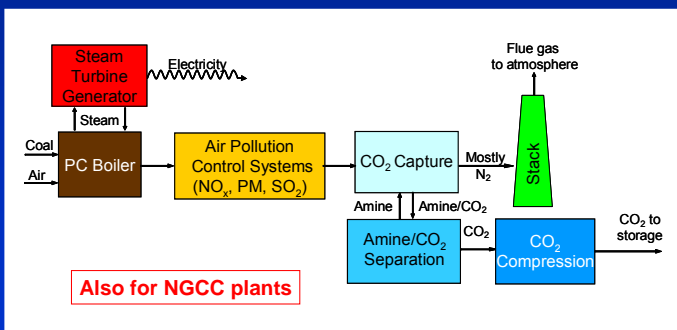 Steam
Turbine
Generator
Electricity
Flue gas
to atmosphere
Steam
Coal
Air
PC Boiler
Air Pollution
Control Systems
(NOₓ, PM, SO₂)
CO₂ Capture
Mostly
N₂
Stack
Amine
Amine/CO₂
Amine/CO₂
Separation
CO₂
CO₂
Compression
CO₂ to
storage
Also for NGCC plants